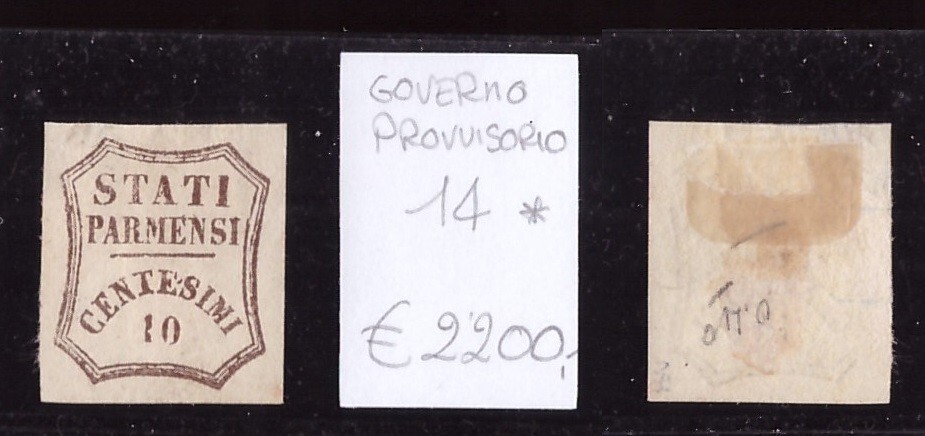 STATI
PARMENSI
CENTESIMI
10
GOVERNO
PROVVISORIO
14 *
€ 2200,